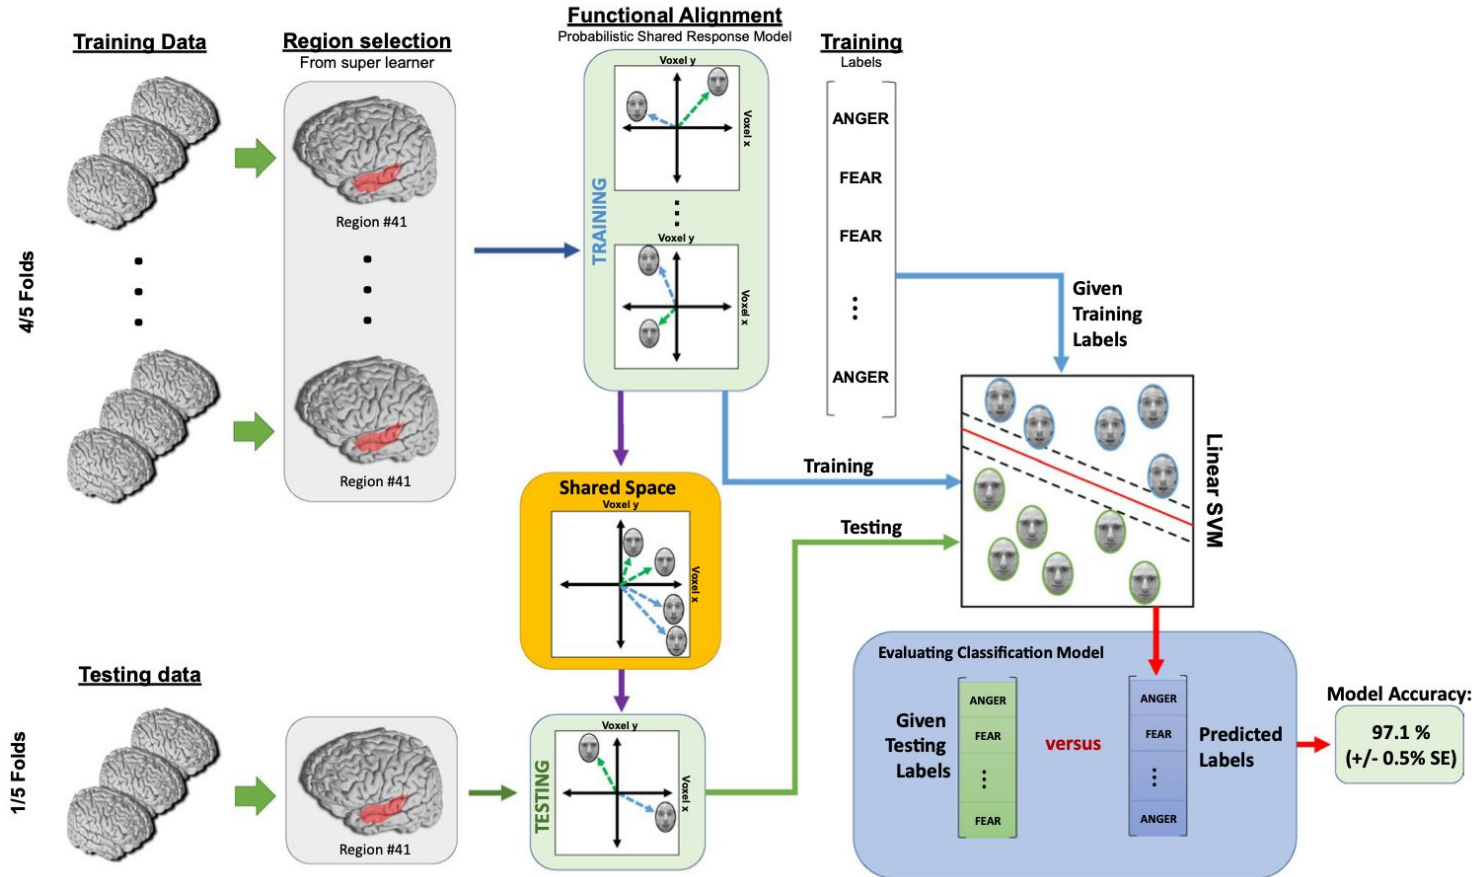 Training Data
Region selection
From super learner
Functional Alignment
Probabilistic Shared Response Model
Training
Labels
4/5 Folds
Region #41
Region #41
TRAINING
Voxel y
Voxel x
Voxel y
Voxel x
ANGER
FEAR
FEAR
ANGER
Given
Training
Labels
Training
Testing
Linear SVM
Shared Space
Voxel y
Voxel x
Testing data
1/5 Folds
Region #41
TESTING
Voxel y
Voxel x
Evaluating Classification Model
Given
Testing
Labels
ANGER
FEAR
FEAR
versus
ANGER
FEAR
ANGER
Predicted
Labels
Model Accuracy:
97.1 %
(+/- 0.5% SE)